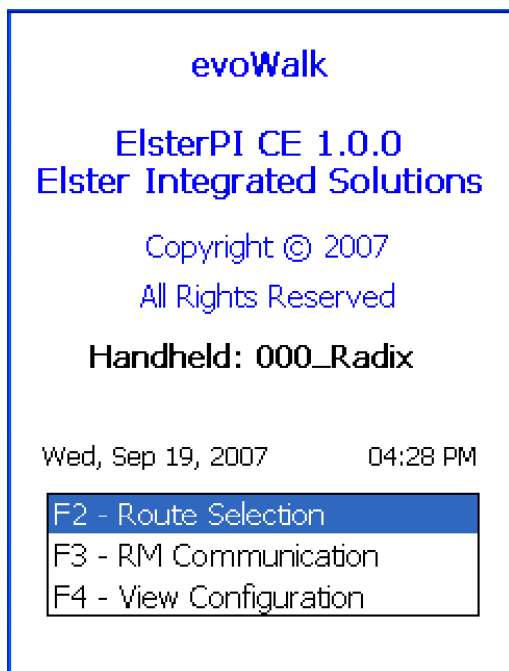 evoWalk
ElsterPI CE 1.0.0
Elster Integrated Solutions
Copyright © 2007
All Rights Reserved
Handheld: 000_Radix
Wed, Sep 19, 2007 04:28 PM
F2 - Route Selection
F3 - RM Communication
F4 - View Configuration